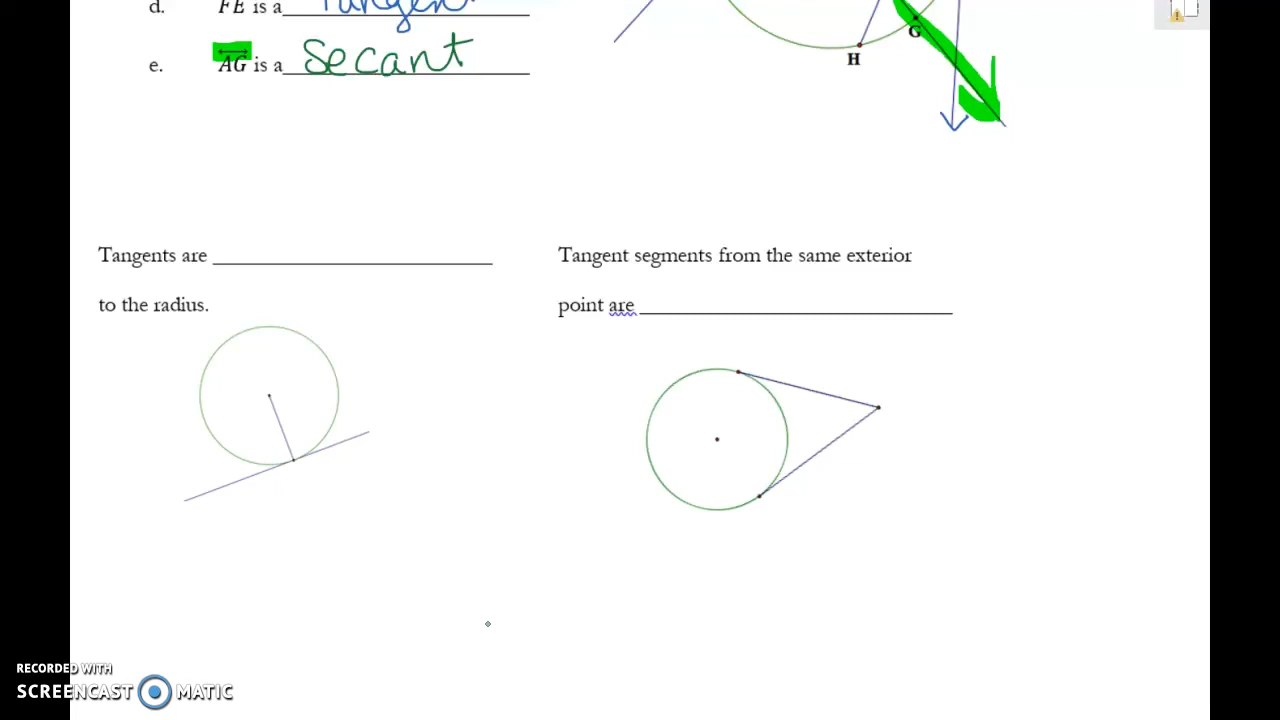 d. FE is a Tangen
e. AG is a secant
G
H
Tangents are
to the radius.
Tangent segments from the same exterior
point are
RECORDED WITH
SCREENCAST MATIC